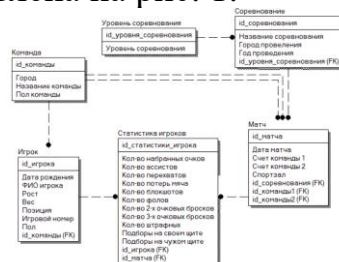 на рис. 1.
Уровень соревнования
id_уровня_соревнования
Уровень соревнования
Соревнование
id_соревнования
Название соревнования
Город проведения
Год проведения
id_уровня_соревнования (FK)
Команда
id_команды
Город
Название команды
Пол команды
Игрок
id_игрока
Дата рождения
ФИО игрока
Рост
Вес
Позиция
Игровой номер
Пол
id_команды (FK)
Статистика игроков
id_статистики_игрока
Кол-во набранных очков
Кол-во ассистов
Кол-во перехватов
Кол-во потерь мяча
Кол-во блокшотов
Кол-во фолов
Кол-во 2-х очковых бросков
Кол-во 3-х очковых бросков
Кол-во штрафных
Подборы на своем щите
Подборы на чужом щите
id_игрока (FK)
id_матча (FK)
Матч
id_матча
Дата матча
Счет команды 1
Счет команды 2
Спортзал
id_соревнования (FK)
id_команды1 (FK)
id_команды2 (FK)